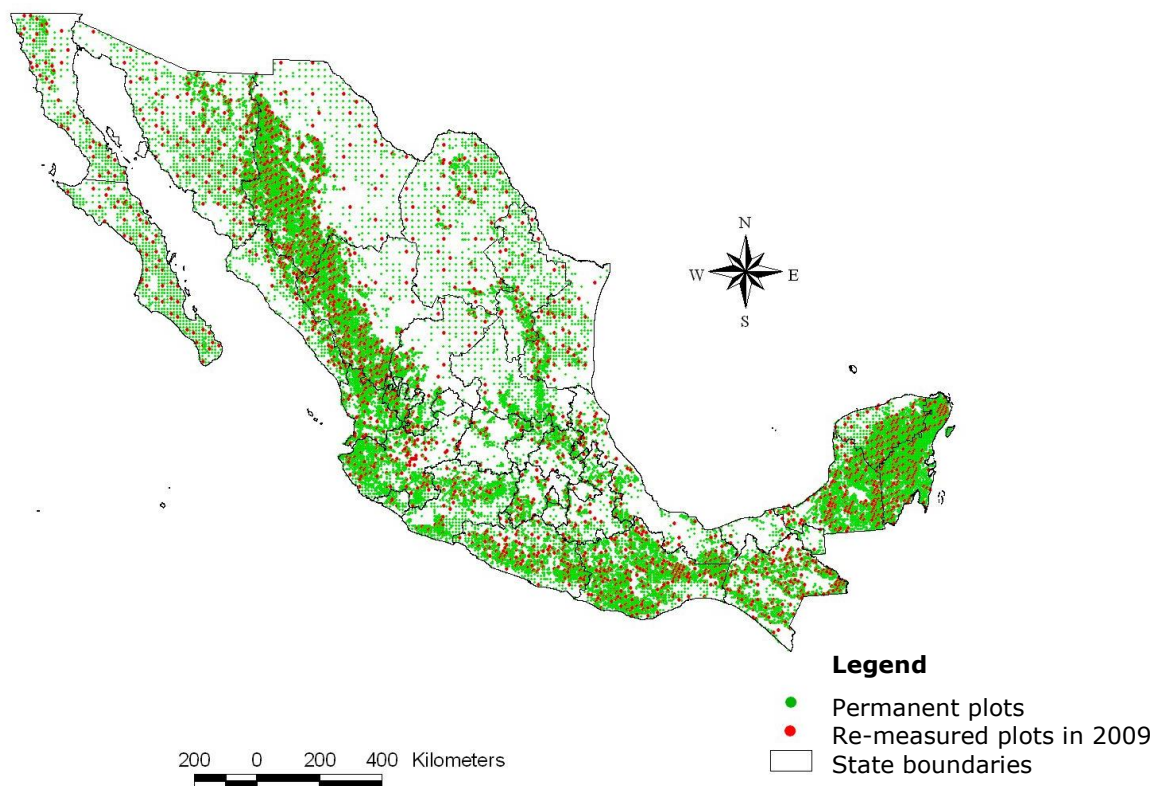 N
W E
S
Legend
Permanent plots
Re-measured plots in 2009
State boundaries
200 0 200 400 Kilometers